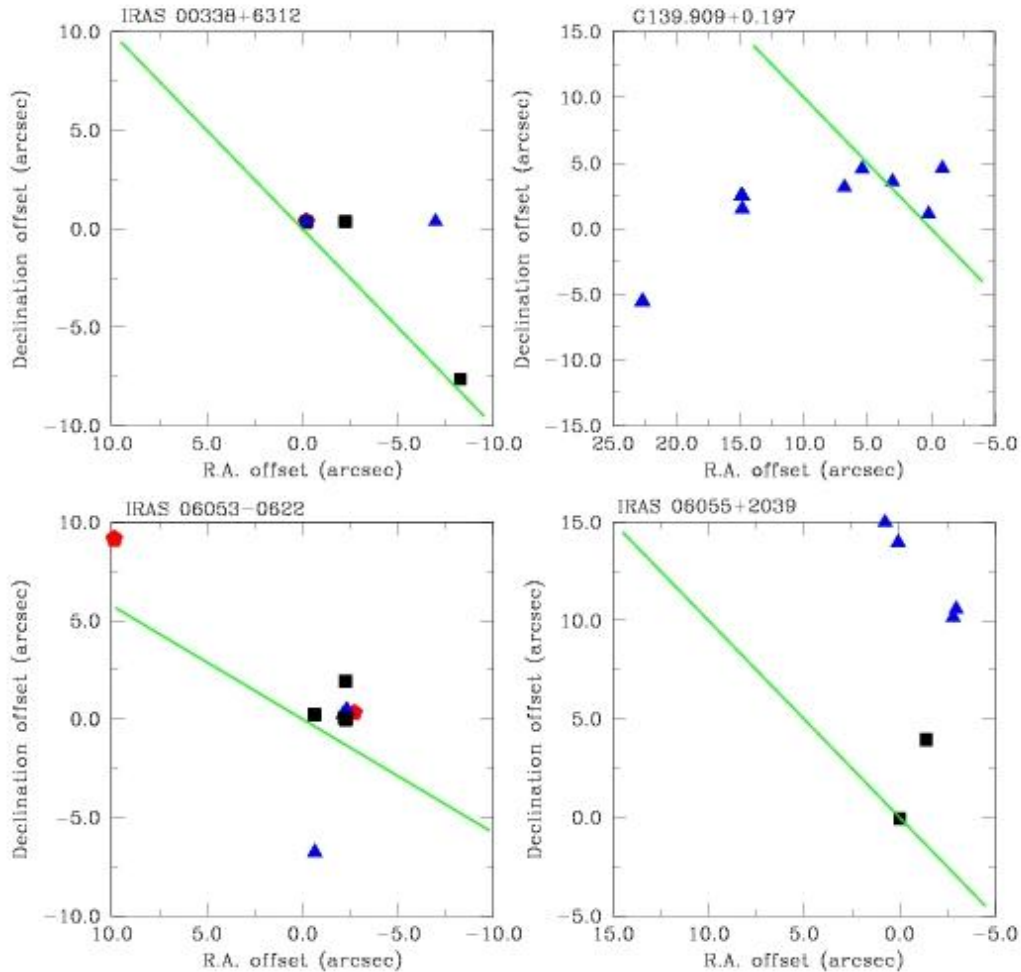 IRAS 00338+6312
10.0
5.0
0.0
−5.0
−10.0
10.0 5.0 0.0 −5.0 −10.0
R.A. offset (arcsec)
Declination offset (arcsec)
G139.909+0.197
15.0
10.0
5.0
0.0
−5.0
−10.0
−15.0
25.0 20.0 15.0 10.0 5.0 0.0 −5.0
R.A. offset (arcsec)
Declination offset (arcsec)
IRAS 06053−0622
10.0
5.0
0.0
−5.0
−10.0
10.0 5.0 0.0 −5.0 −10.0
R.A. offset (arcsec)
Declination offset (arcsec)
IRAS 06055+2039
15.0
10.0
5.0
0.0
−5.0
15.0 10.0 5.0 0.0 −5.0
R.A. offset (arcsec)
Declination offset (arcsec)